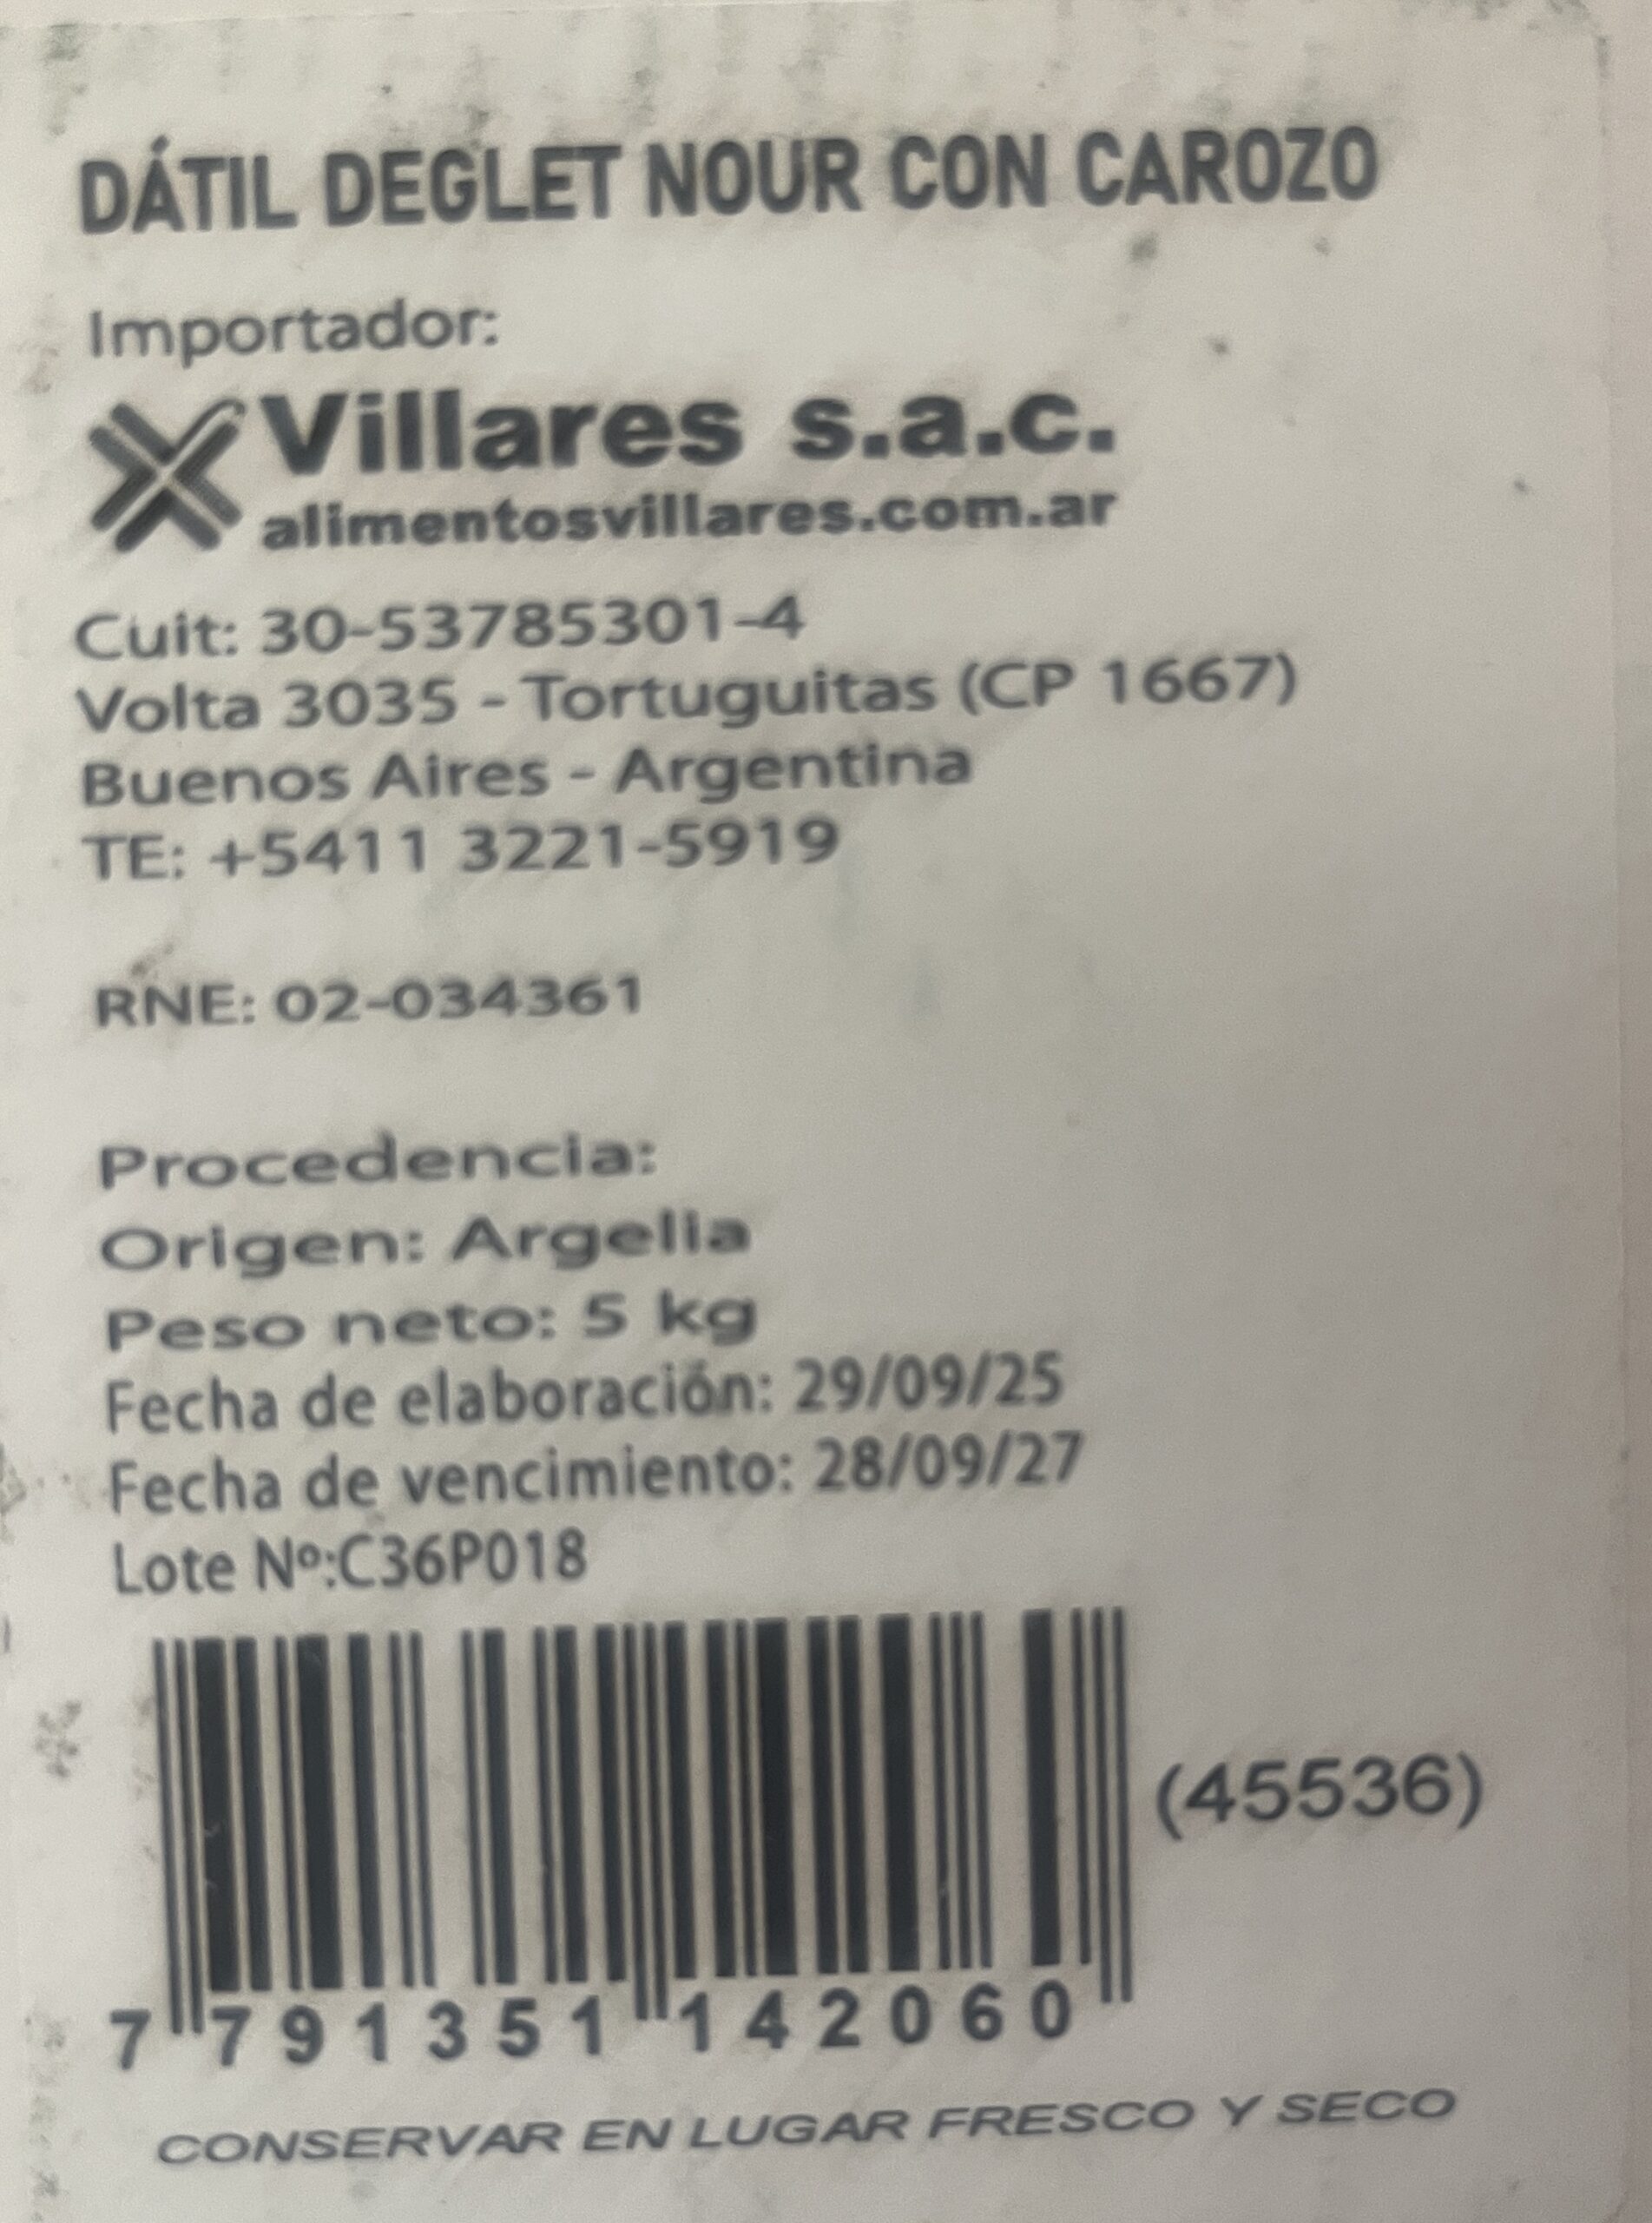 DÁTIL DEGLET NOUR CON CAROZO
Importador:
Villares s.a.c.
alimentosvillares.com.ar
Cuit: 30-53785301-4
Volta 3035 - Tortuguitas (CP 1667)
Buenos Aires - Argentina
TE: +5411 3221-5919
RNE: 02-034361
Procedencia:
Origen: Argelia
Peso neto: 5 kg
Fecha de elaboración: 29/09/25
Fecha de vencimiento: 28/09/27
Lote Nº:C36P018
(45536)
7 791351 142060
CONSERVAR EN LUGAR FRESCO Y SECO